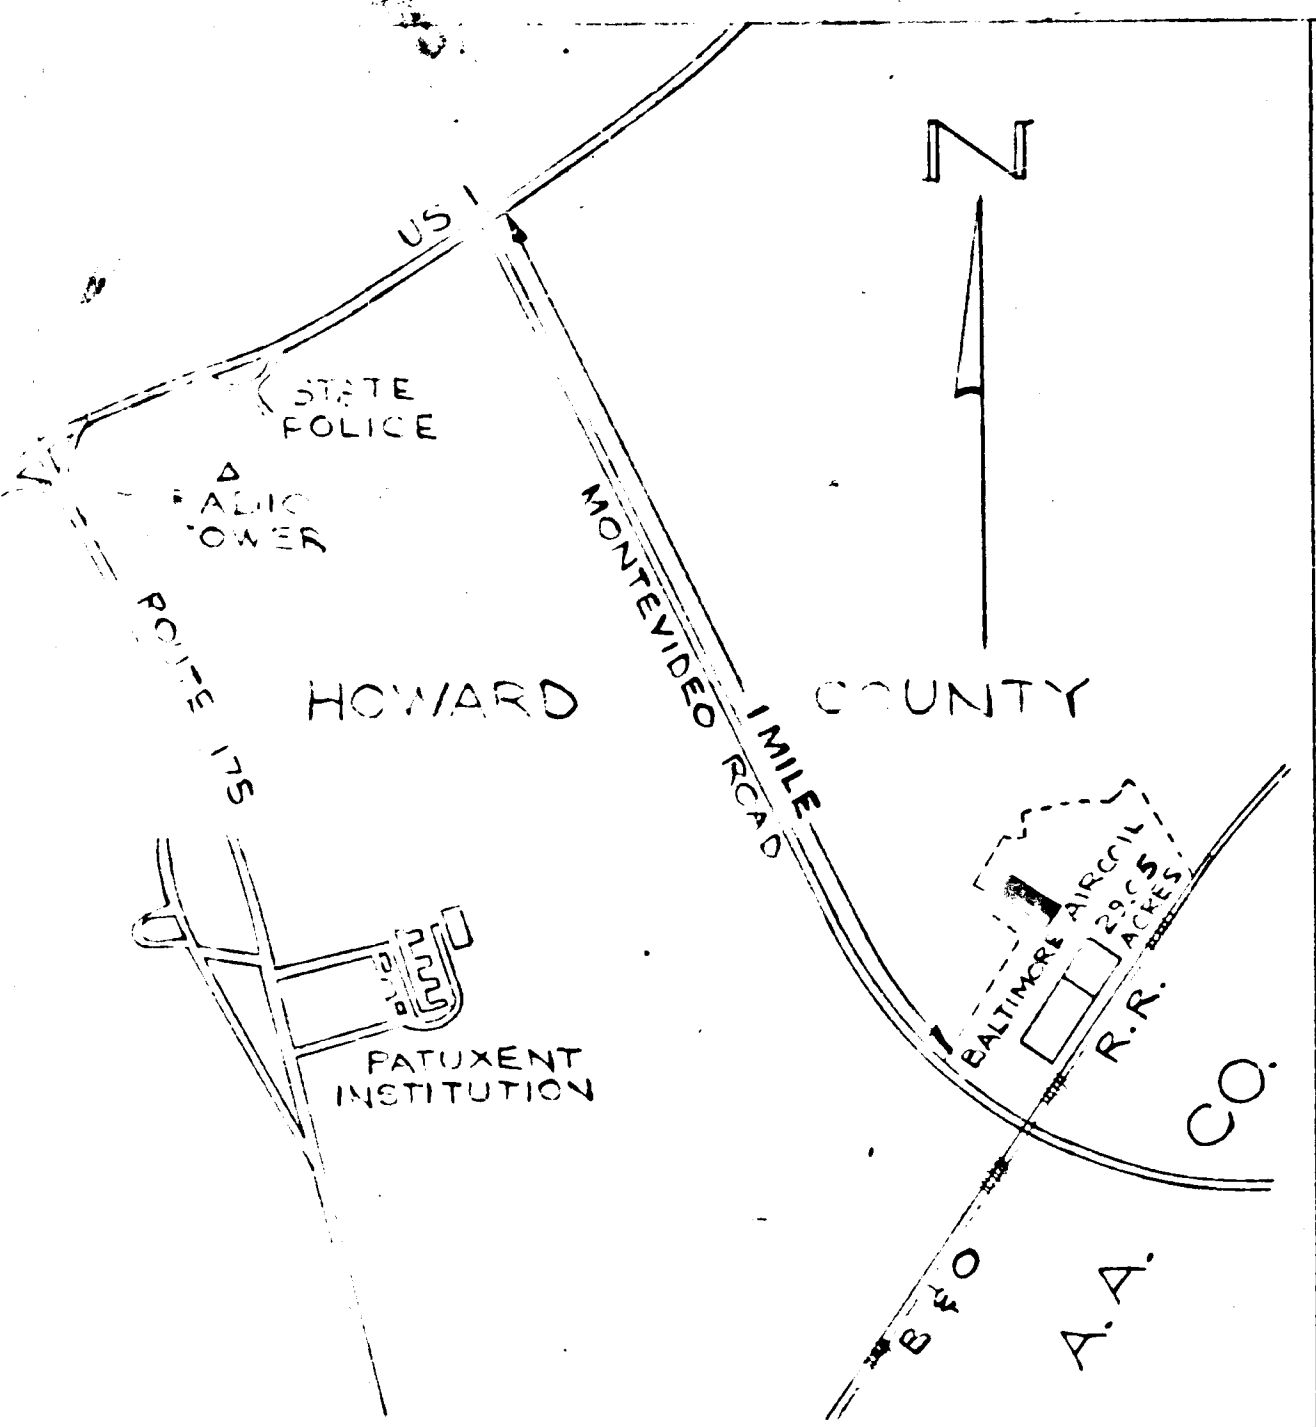 N
US 1
STATE
POLICE
RADIO
TOWER
MONTEVIDEO ROAD
1 MILE
ROUTE 175
HOWARD COUNTY
BALTIMORE AIRCOIL
29.05
ACRES
PATUXENT
INSTITUTION
B & O R.R.
A. A. CO.